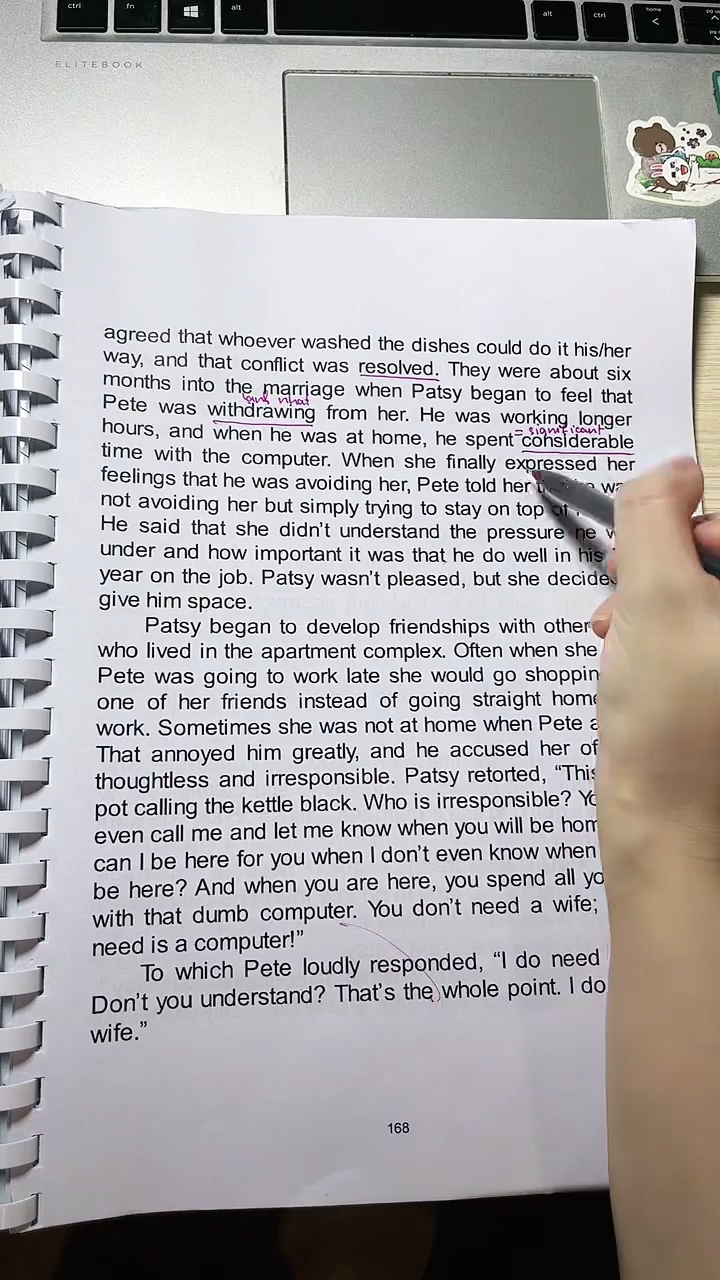 ctrl fn alt alt ctrl home pg up
<
pg
ELITEBOOK
agreed that whoever washed the dishes could do it his/her
way, and that conflict was resolved. They were about six
months into the marriage when Patsy began to feel that
Pete was withdrawing from her. He was working longer
= significant
hours, and when he was at home, he spent considerable
time with the computer. When she finally expressed her
feelings that he was avoiding her, Pete told her
not avoiding her but simply trying to stay on top of
He said that she didn't understand the pressure he
under and how important it was that he do well in his
year on the job. Patsy wasn't pleased, but she decide
give him space.
Patsy began to develop friendships with other
who lived in the apartment complex. Often when she
Pete was going to work late she would go shoppin
one of her friends instead of going straight home
work. Sometimes she was not at home when Pete a
That annoyed him greatly, and he accused her of
thoughtless and irresponsible. Patsy retorted, “This
pot calling the kettle black. Who is irresponsible? Yo
even call me and let me know when you will be hom
can I be here for you when I don't even know when
be here? And when you are here, you spend all yo
with that dumb computer. You don't need a wife;
need is a computer!”
To which Pete loudly responded, “I do need
Don't you understand? That's the whole point. I do
wife.”
168